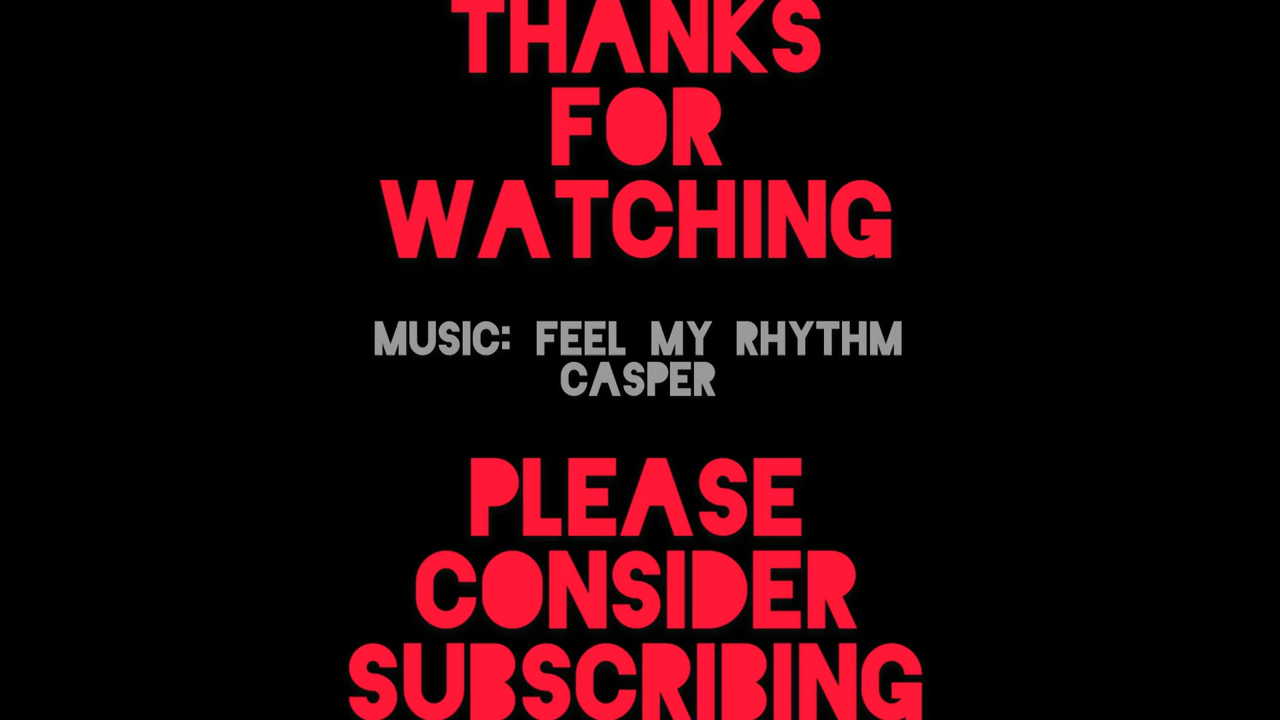 THANKS
FOR
WATCHING
MUSIC: FEEL MY RHYTHM
CASPER
PLEASE
CONSIDER
SUBSCRIBING